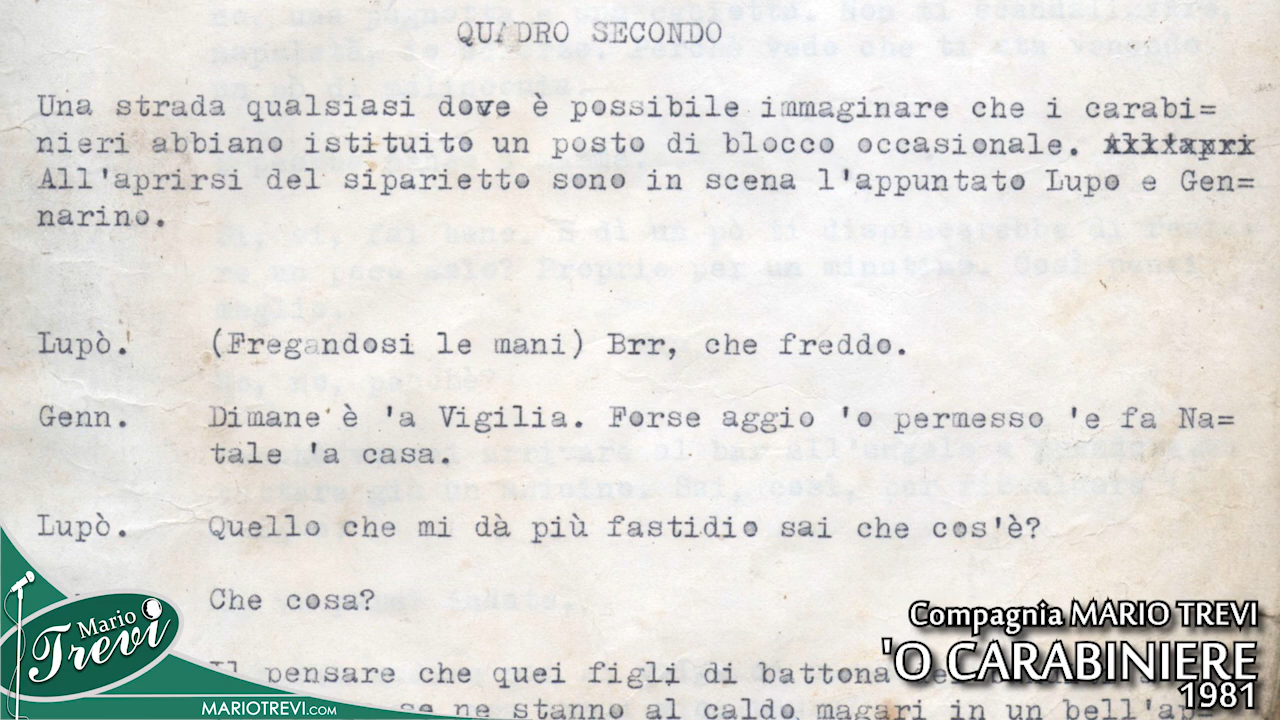 QUADRO SECONDO
Una strada qualsiasi dove è possibile immaginare che i carabi=
nieri abbiano istituito un posto di blocco occasionale.
All'aprirsi del siparietto sono in scena l'appuntato Lupo e Gen=
narino.
Lupò. (Fregandosi le mani) Brr, che freddo.
Genn. Dimane è 'a Vigilia. Forse aggio 'o permesso 'e fa Na=
tale 'a casa.
Lupò. Quello che mi dà più fastidio sai che cos'è?
Che cosa?
Il pensare che quei figli di battona
se ne stanno al caldo magari in un bell'al=
Mario
Trevi
MARIOTREVI.COM
Compagnia MARIO TREVI
'O CARABINIERE
1981